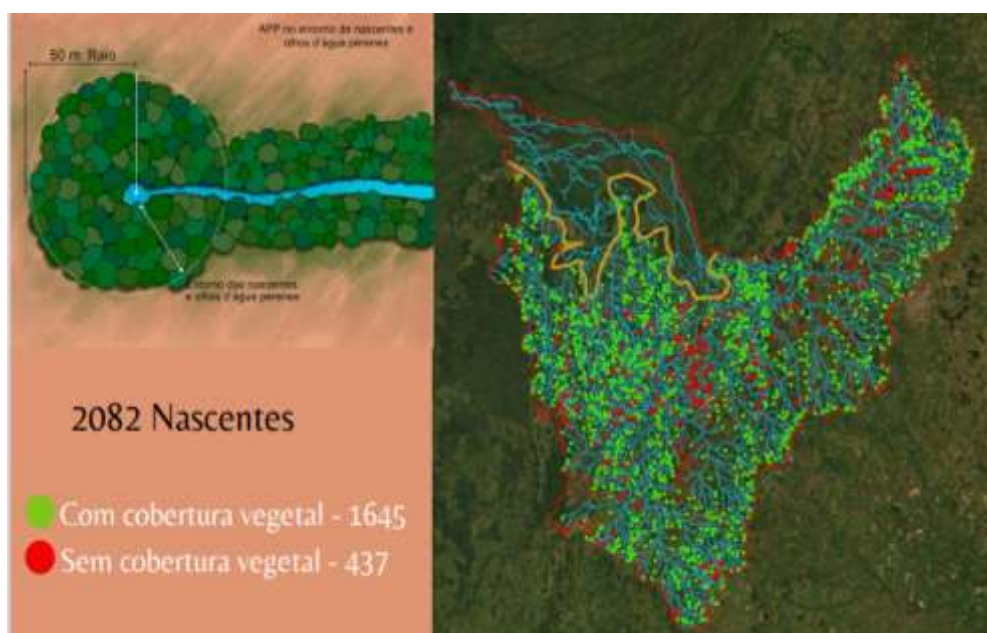 APP no entorno de nascentes e
olhos d'água perenes
50 m: Raio
Entorno das nascentes
e olhos d'água perenes
2082 Nascentes
Com cobertura vegetal - 1645
Sem cobertura vegetal - 437